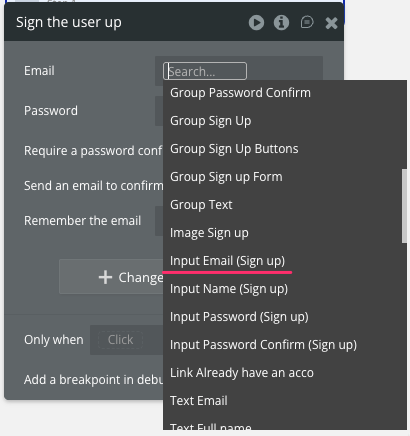 Sign the user up
Email
Search...
Password
Require a password conf
Send an email to confirm
Remember the email
Change
Only when
Click
Add a breakpoint in debu
Group Password Confirm
Group Sign Up
Group Sign Up Buttons
Group Sign up Form
Group Text
Image Sign up
Input Email (Sign up)
Input Name (Sign up)
Input Password (Sign up)
Input Password Confirm (Sign up)
Link Already have an acco
Text Email
Text Full name